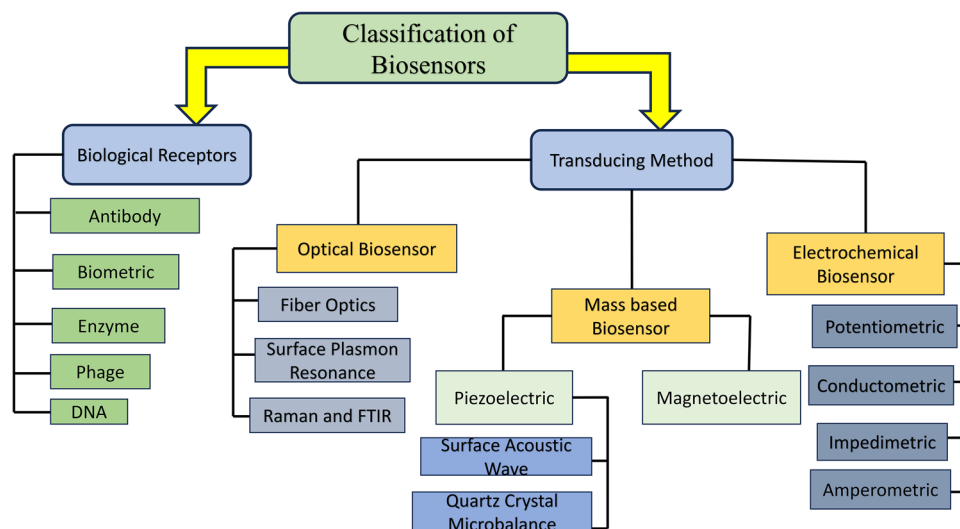 Classification of
Biosensors
Biological Receptors
Antibody
Biometric
Enzyme
Phage
DNA
Transducing Method
Optical Biosensor
Fiber Optics
Surface Plasmon
Resonance
Raman and FTIR
Mass based
Biosensor
Piezoelectric
Surface Acoustic
Wave
Quartz Crystal
Microbalance
Magnetoelectric
Electrochemical
Biosensor
Potentiometric
Conductometric
Impedimetric
Amperometric